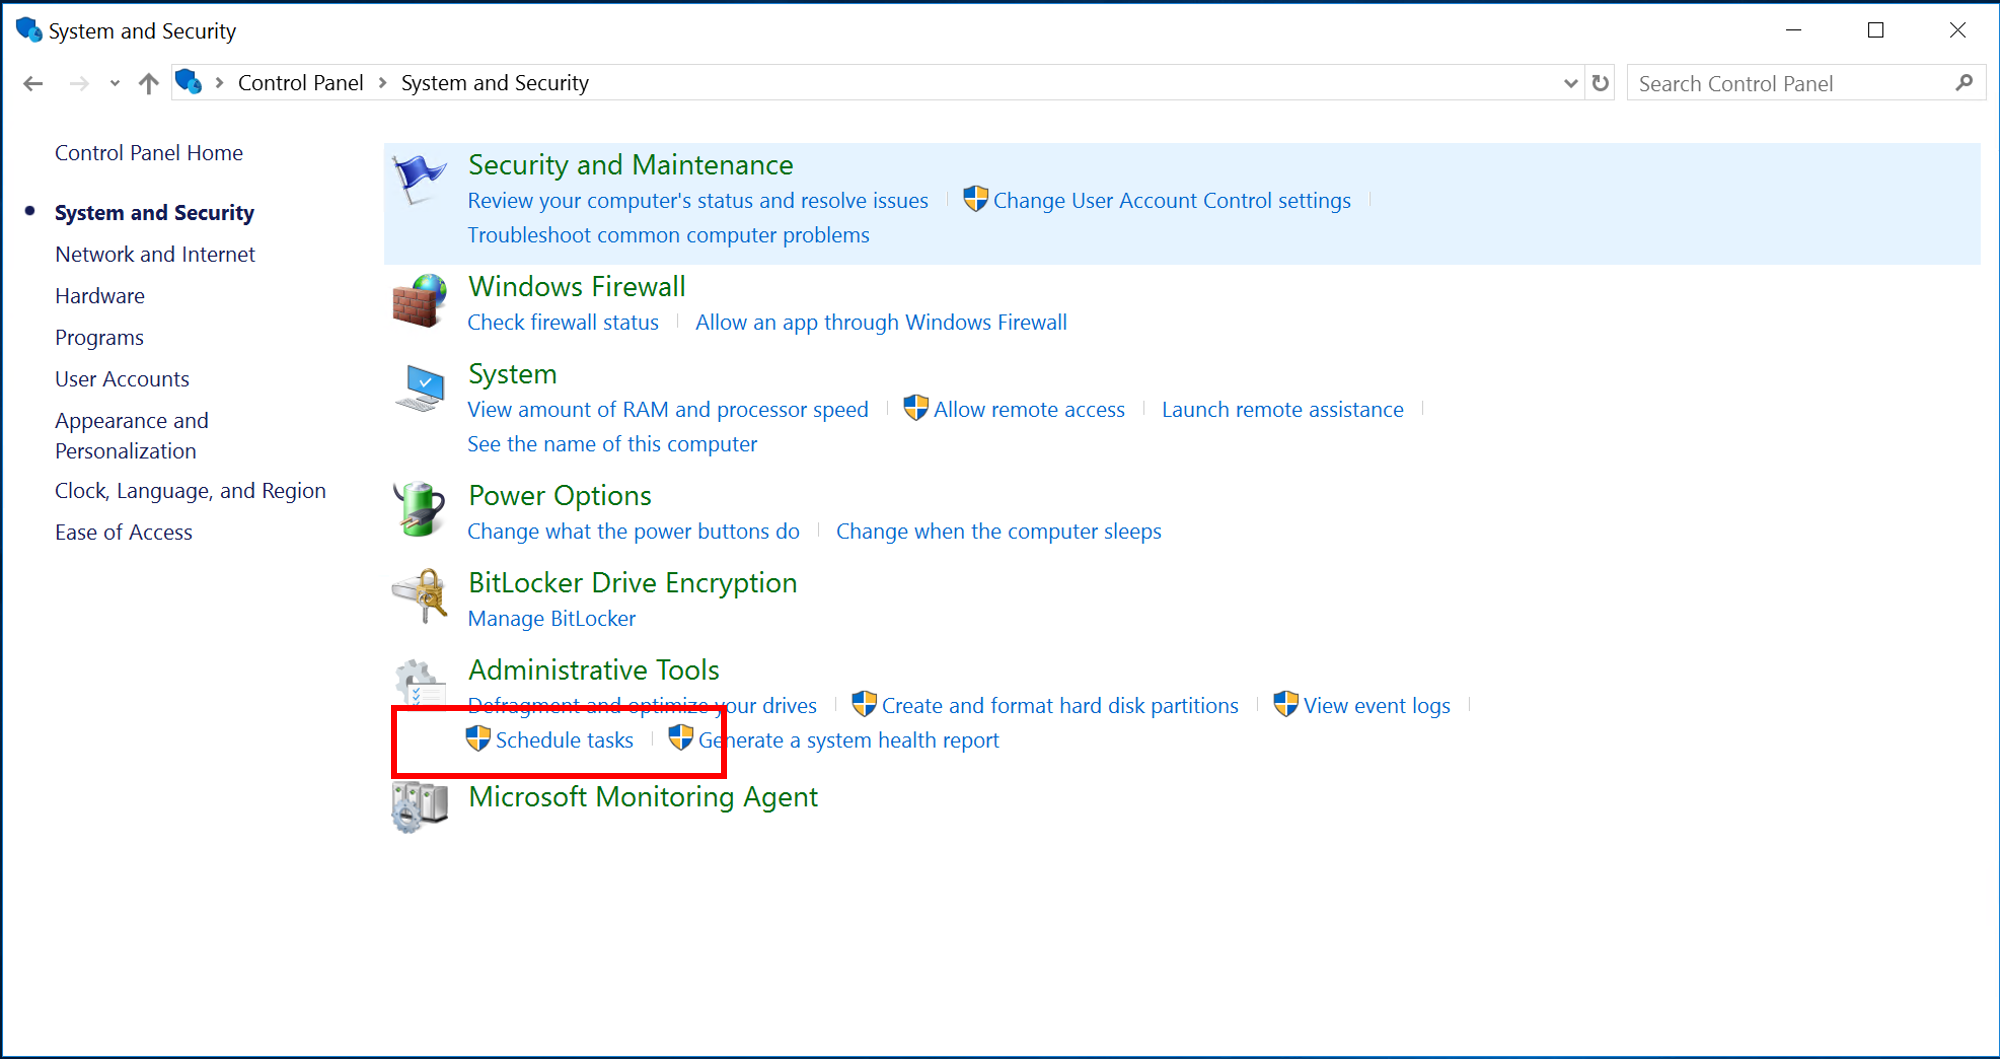 System and Security
Control Panel > System and Security
Search Control Panel
Control Panel Home
System and Security
Network and Internet
Hardware
Programs
User Accounts
Appearance and
Personalization
Clock, Language, and Region
Ease of Access
Security and Maintenance
Review your computer's status and resolve issues
Change User Account Control settings
Troubleshoot common computer problems
Windows Firewall
Check firewall status
Allow an app through Windows Firewall
System
View amount of RAM and processor speed
Allow remote access
Launch remote assistance
See the name of this computer
Power Options
Change what the power buttons do
Change when the computer sleeps
BitLocker Drive Encryption
Manage BitLocker
Administrative Tools
Defragment and optimize your drives
Create and format hard disk partitions
View event logs
Schedule tasks
Generate a system health report
Microsoft Monitoring Agent